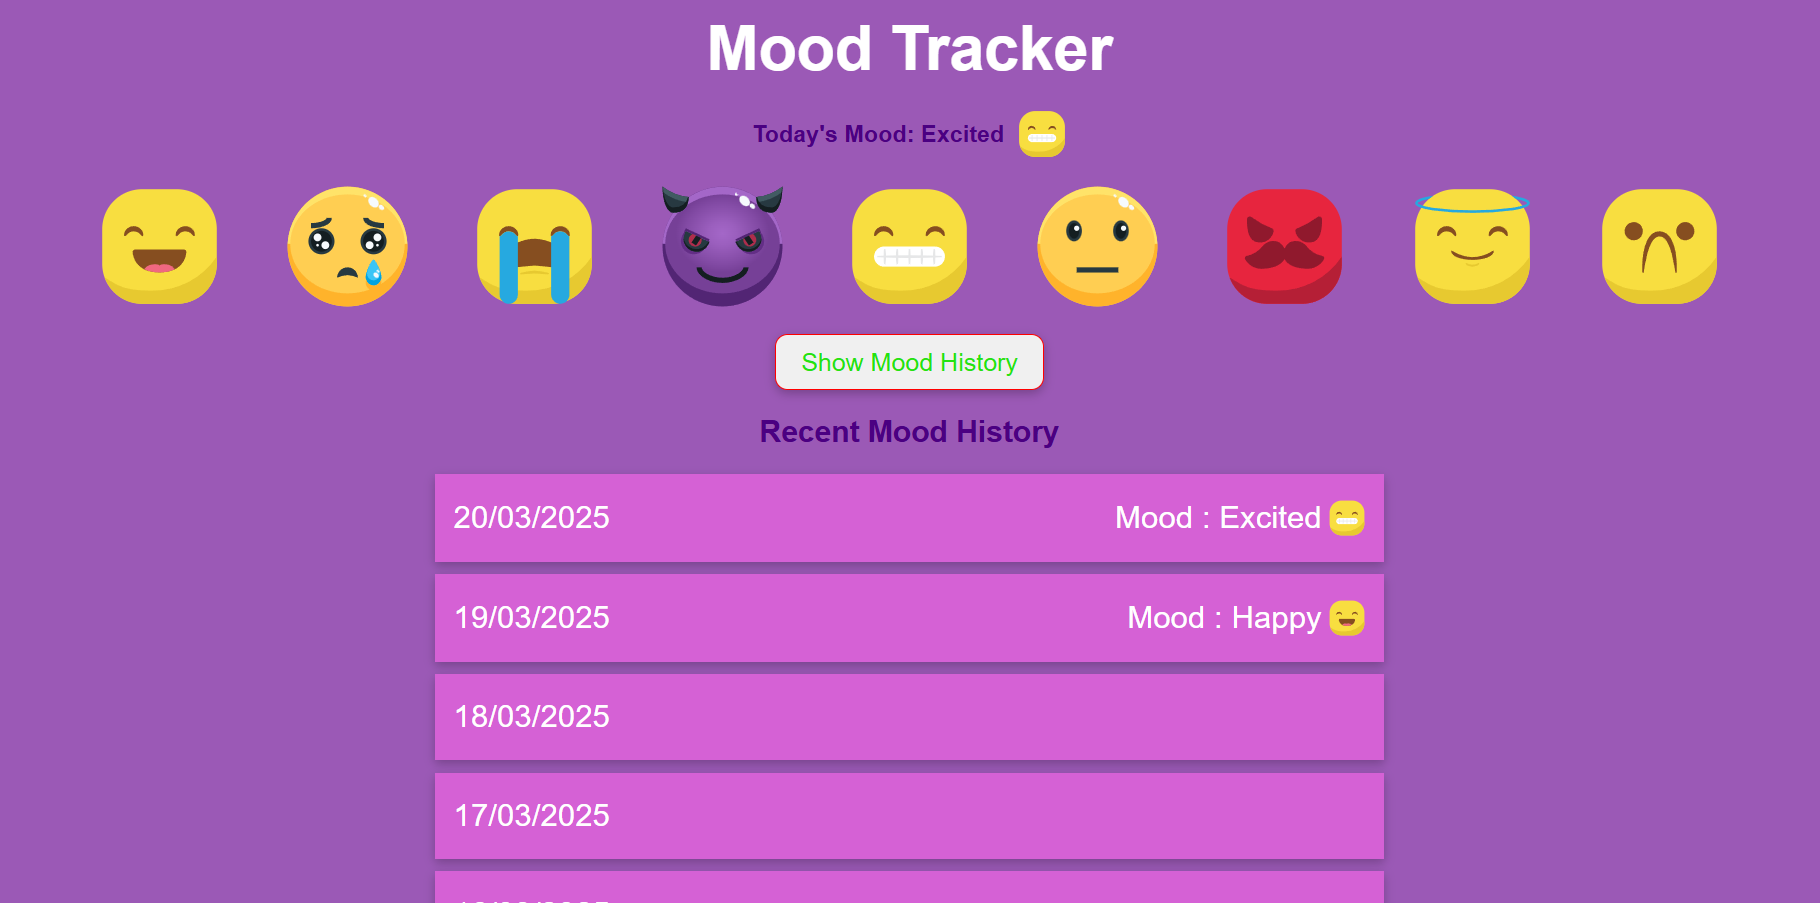 Mood Tracker
Today's Mood: Excited
Show Mood History
Recent Mood History
20/03/2025 Mood : Excited
19/03/2025 Mood : Happy
18/03/2025
17/03/2025